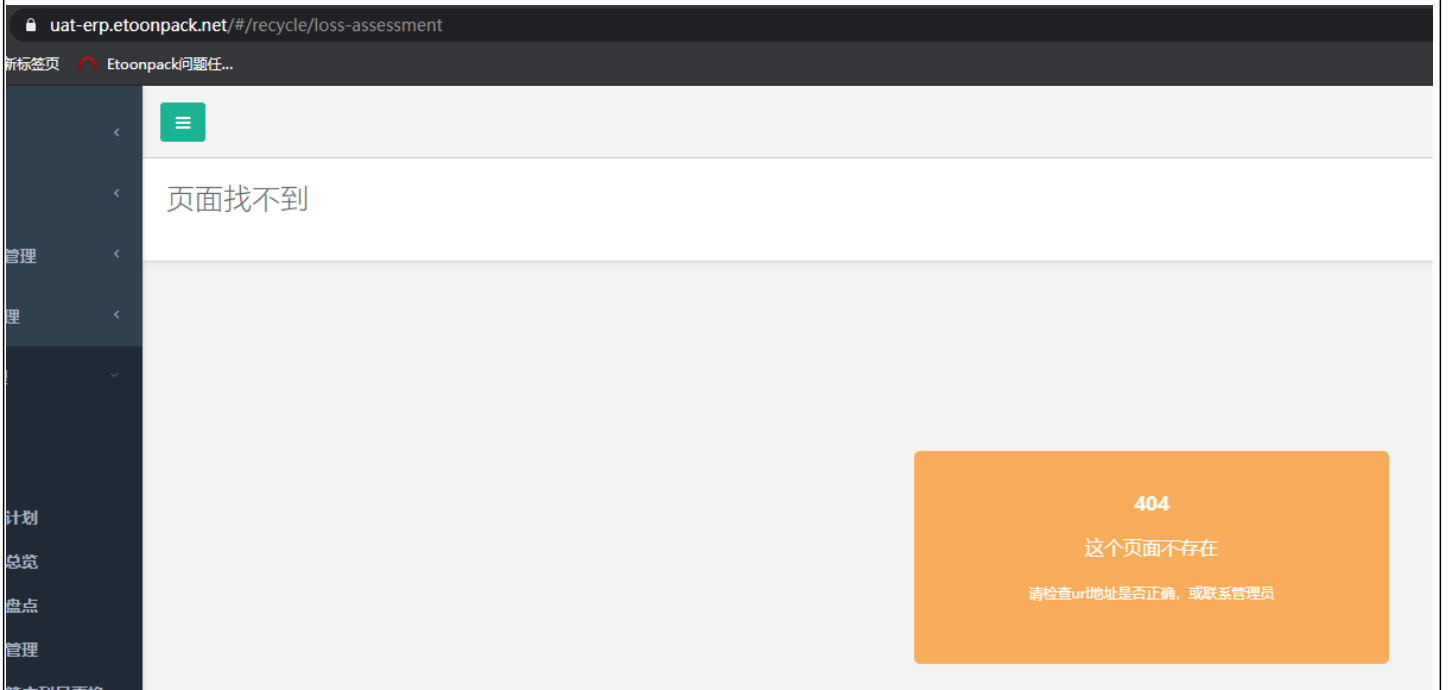 uat-erp.etoonpack.net/#/recycle/loss-assessment
新标签页 Etoonpack问题任...
页面找不到
管理
理
计划
总览
盘点
管理
404
这个页面不存在
请检查url地址是否正确，或联系管理员